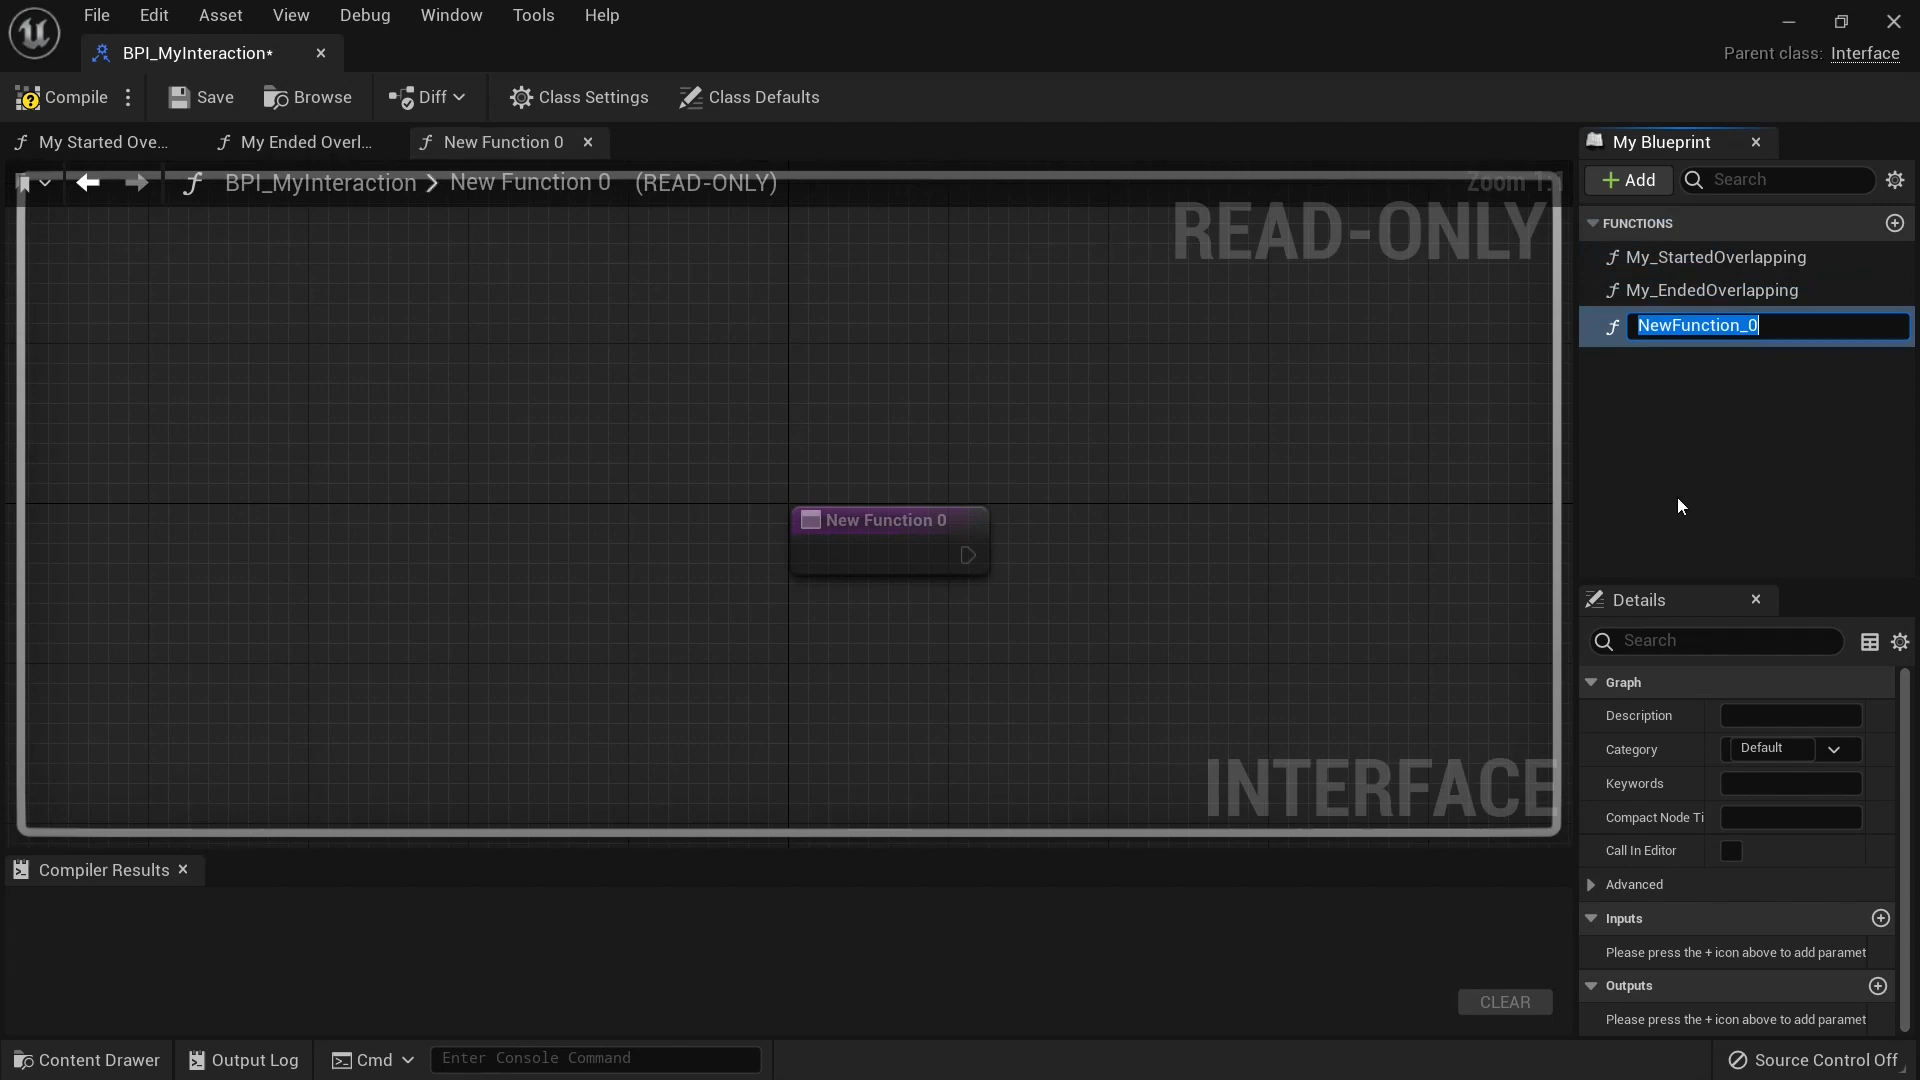 File Edit Asset View Debug Window Tools Help
BPI_MyInteraction*
Parent class: Interface
Compile Save Browse Diff Class Settings Class Defaults
My Started Ove... My Ended Overl... New Function 0
BPI_MyInteraction > New Function 0 (READ-ONLY)
Zoom 1:1
READ-ONLY
New Function 0
INTERFACE
My Blueprint
+ Add Search
FUNCTIONS
My_StartedOverlapping
My_EndedOverlapping
NewFunction_0
Details
Search
Graph
Description
Category Default
Keywords
Compact Node Ti
Call In Editor
Advanced
Inputs
Please press the + icon above to add paramet
Outputs
Please press the + icon above to add paramet
Compiler Results
CLEAR
Content Drawer Output Log Cmd Enter Console Command Source Control Off